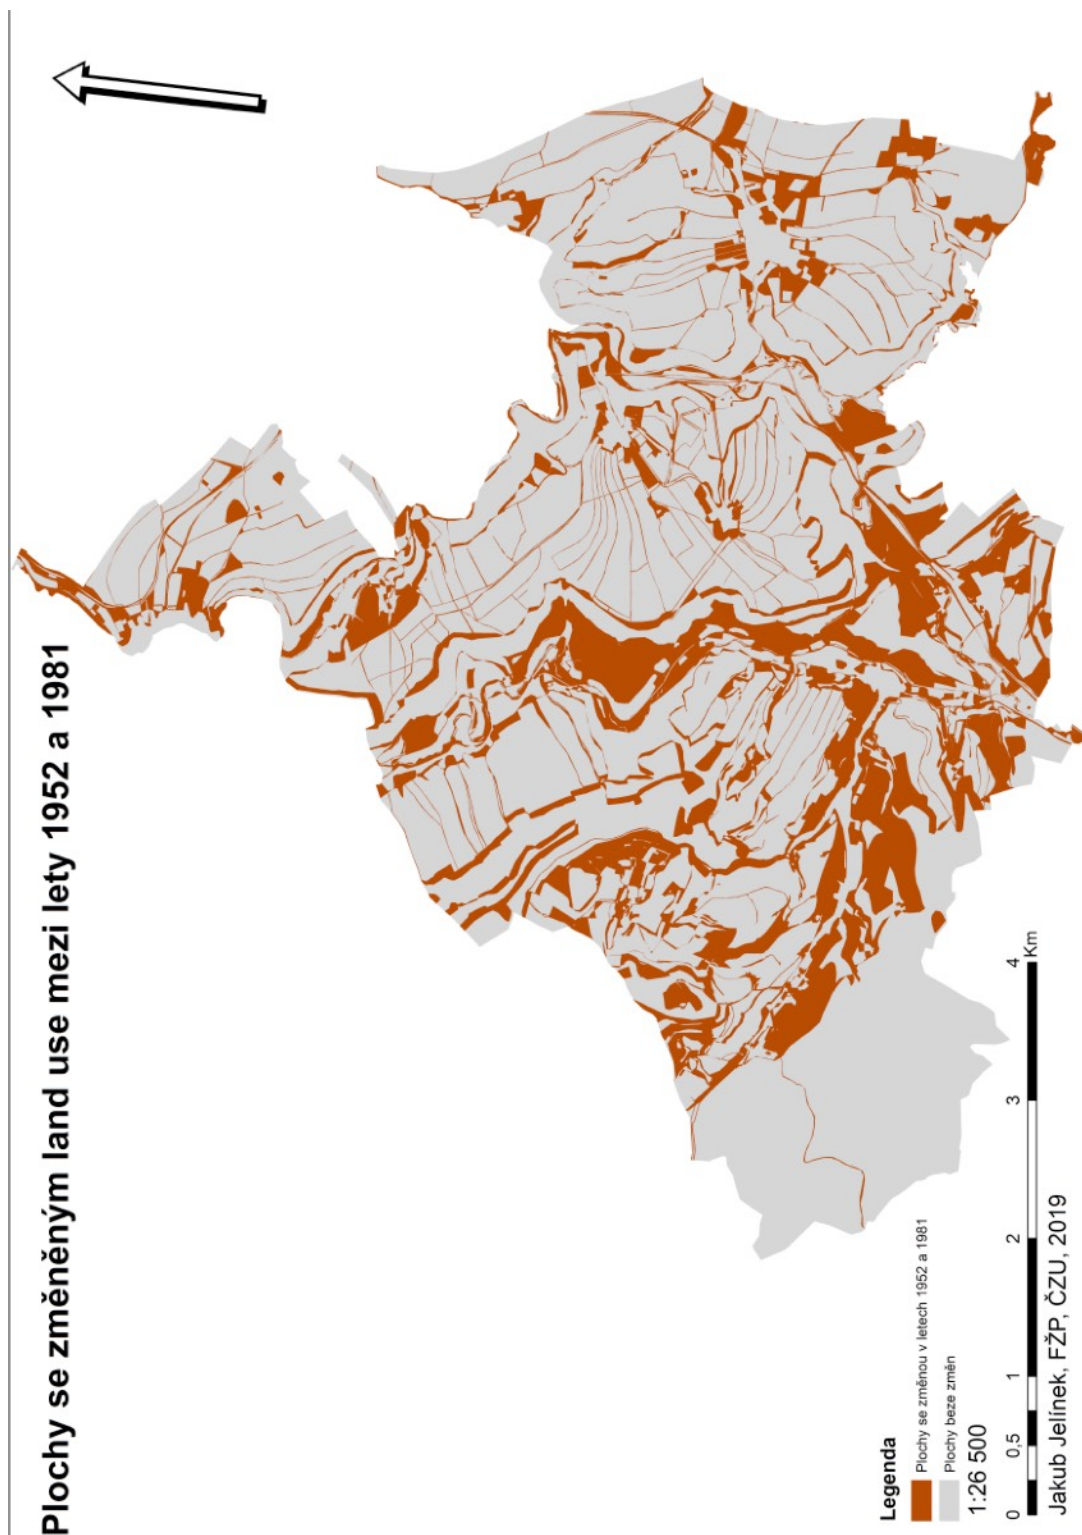 Plochy se změněným land use mezi lety 1952 a 1981
Legenda
Plochy se změnou v letech 1952 a 1981
Plochy beze změn
1:26 500
0 0,5 1 2 3 4
Km
Jakub Jelínek, FŽP, ČZU, 2019